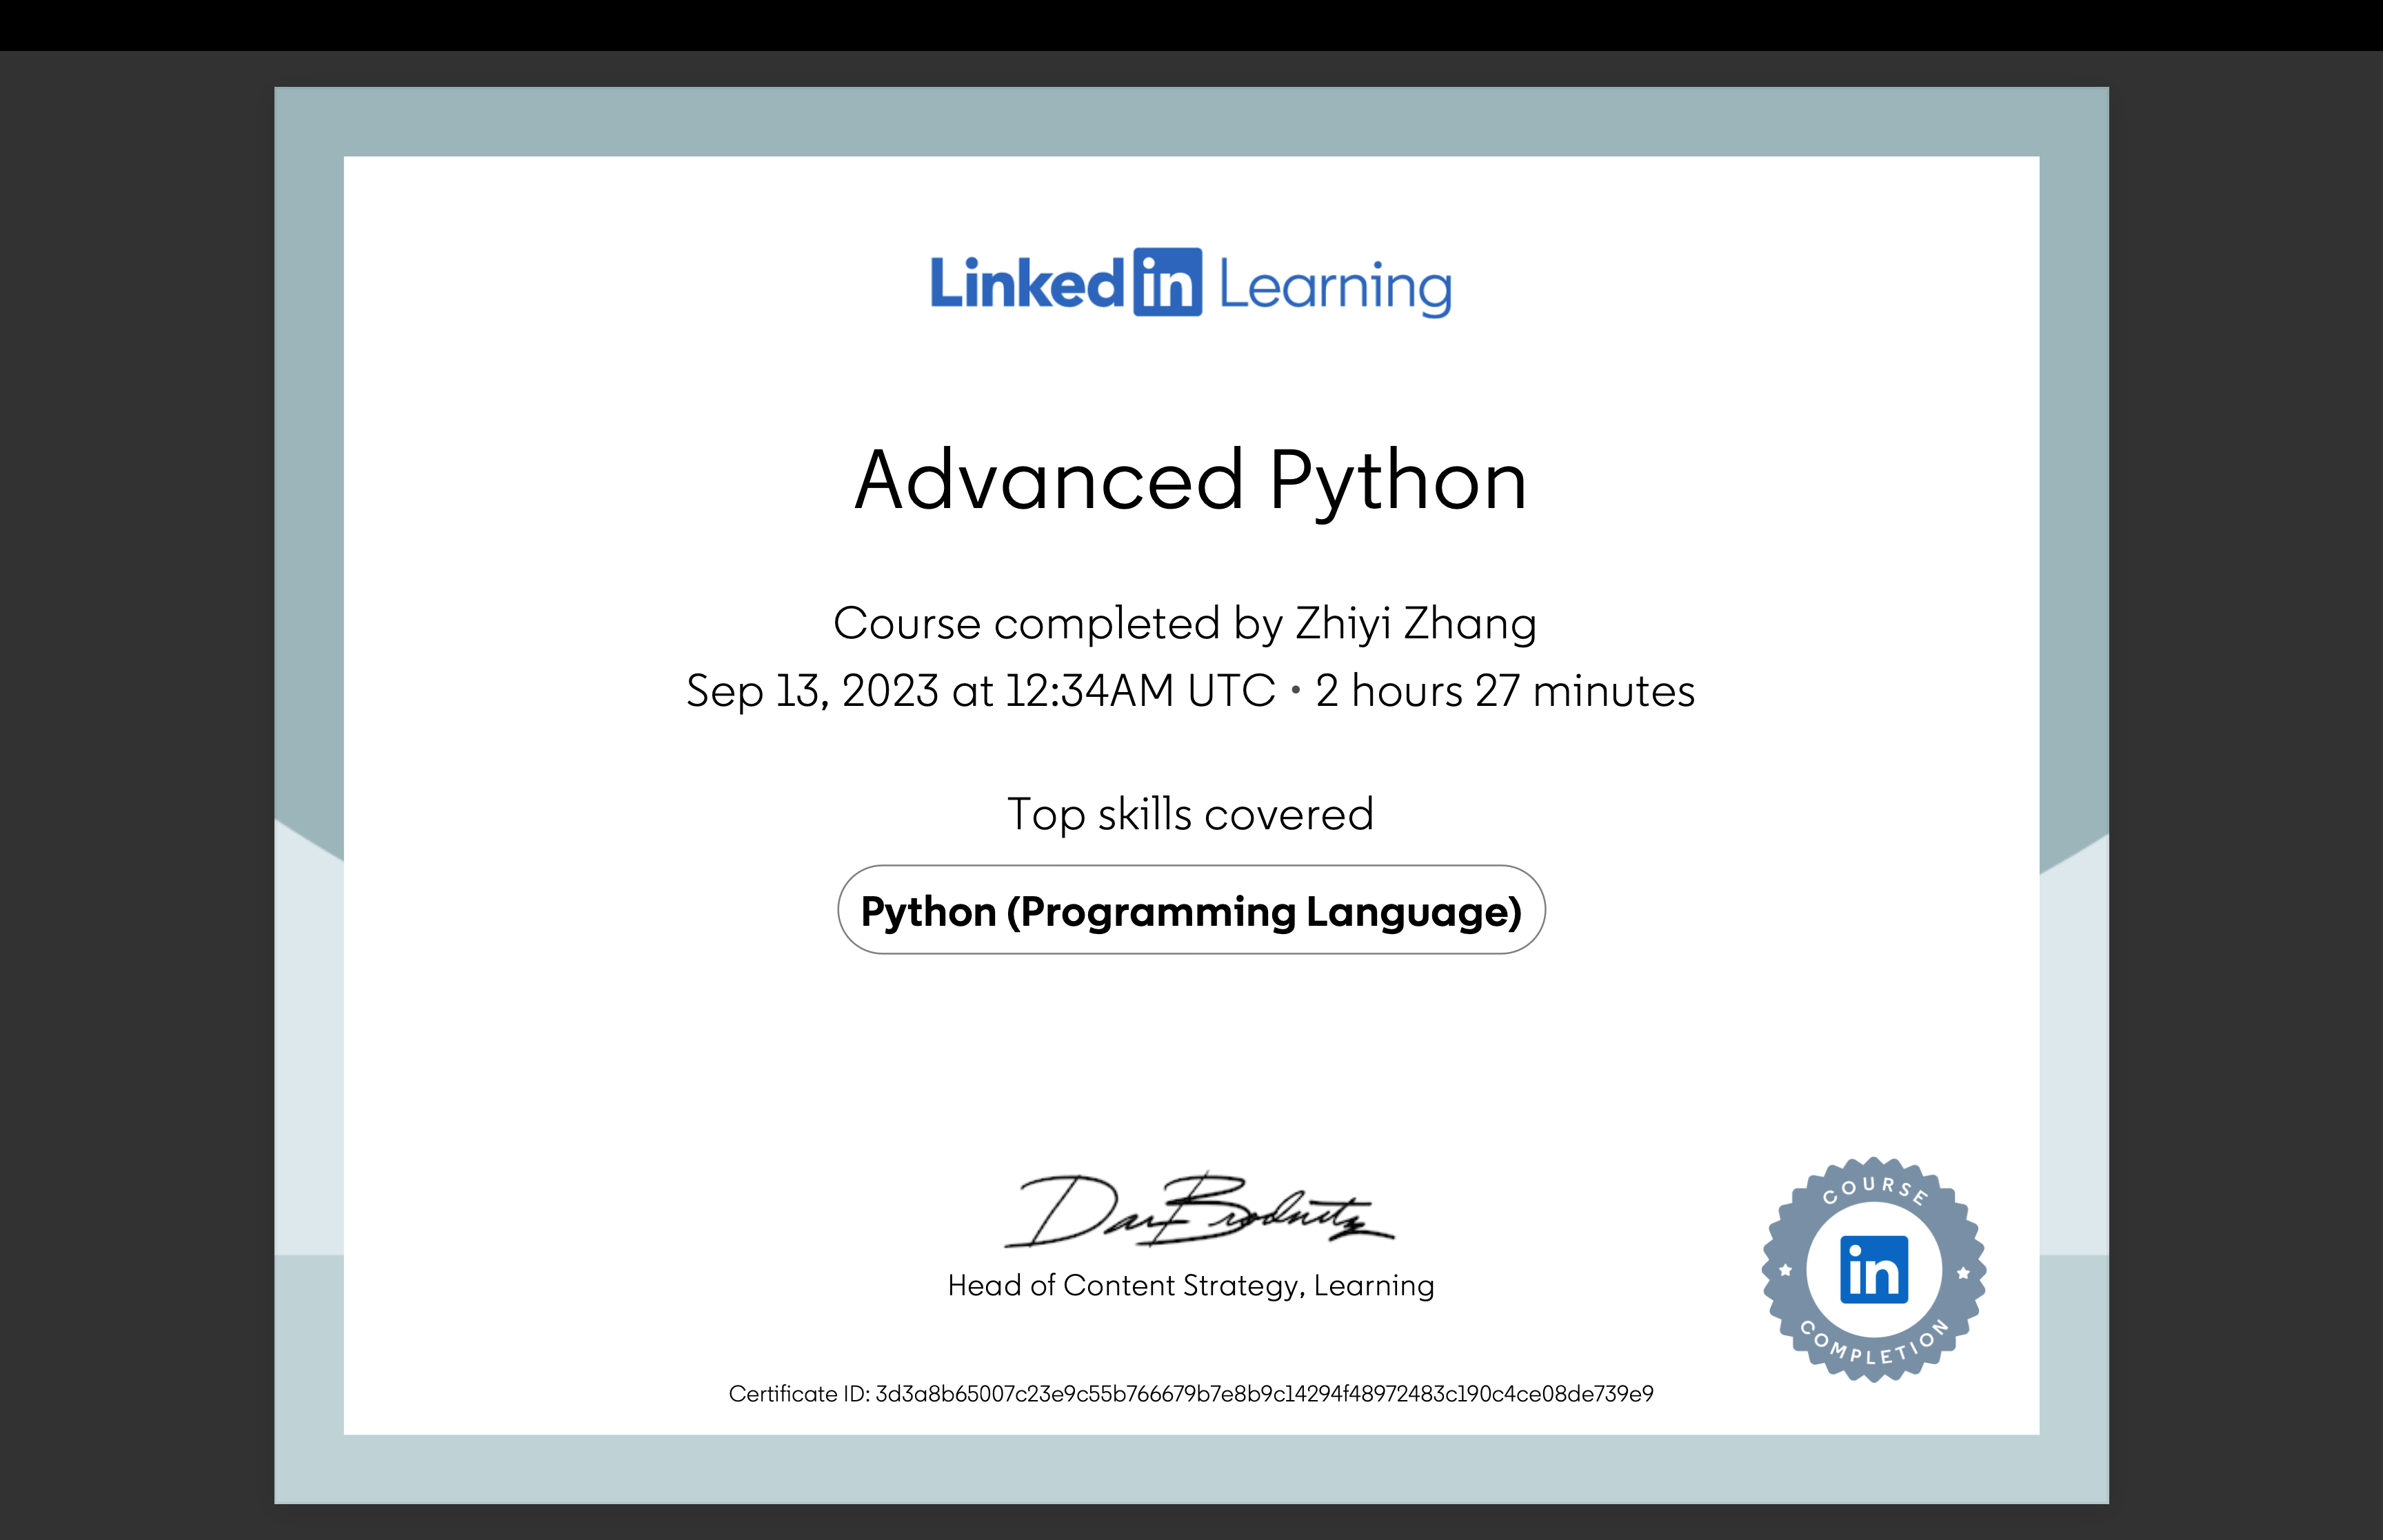 Linked in Learning
Advanced Python
Course completed by Zhiyi Zhang
Sep 13, 2023 at 12:34AM UTC • 2 hours 27 minutes
Top skills covered
Python (Programming Language)
Head of Content Strategy, Learning
COURSE
in
COMPLETION
Certificate ID: 3d3a8b65007c23e9c55b766679b7e8b9c14294f48972483c190c4ce08de739e9